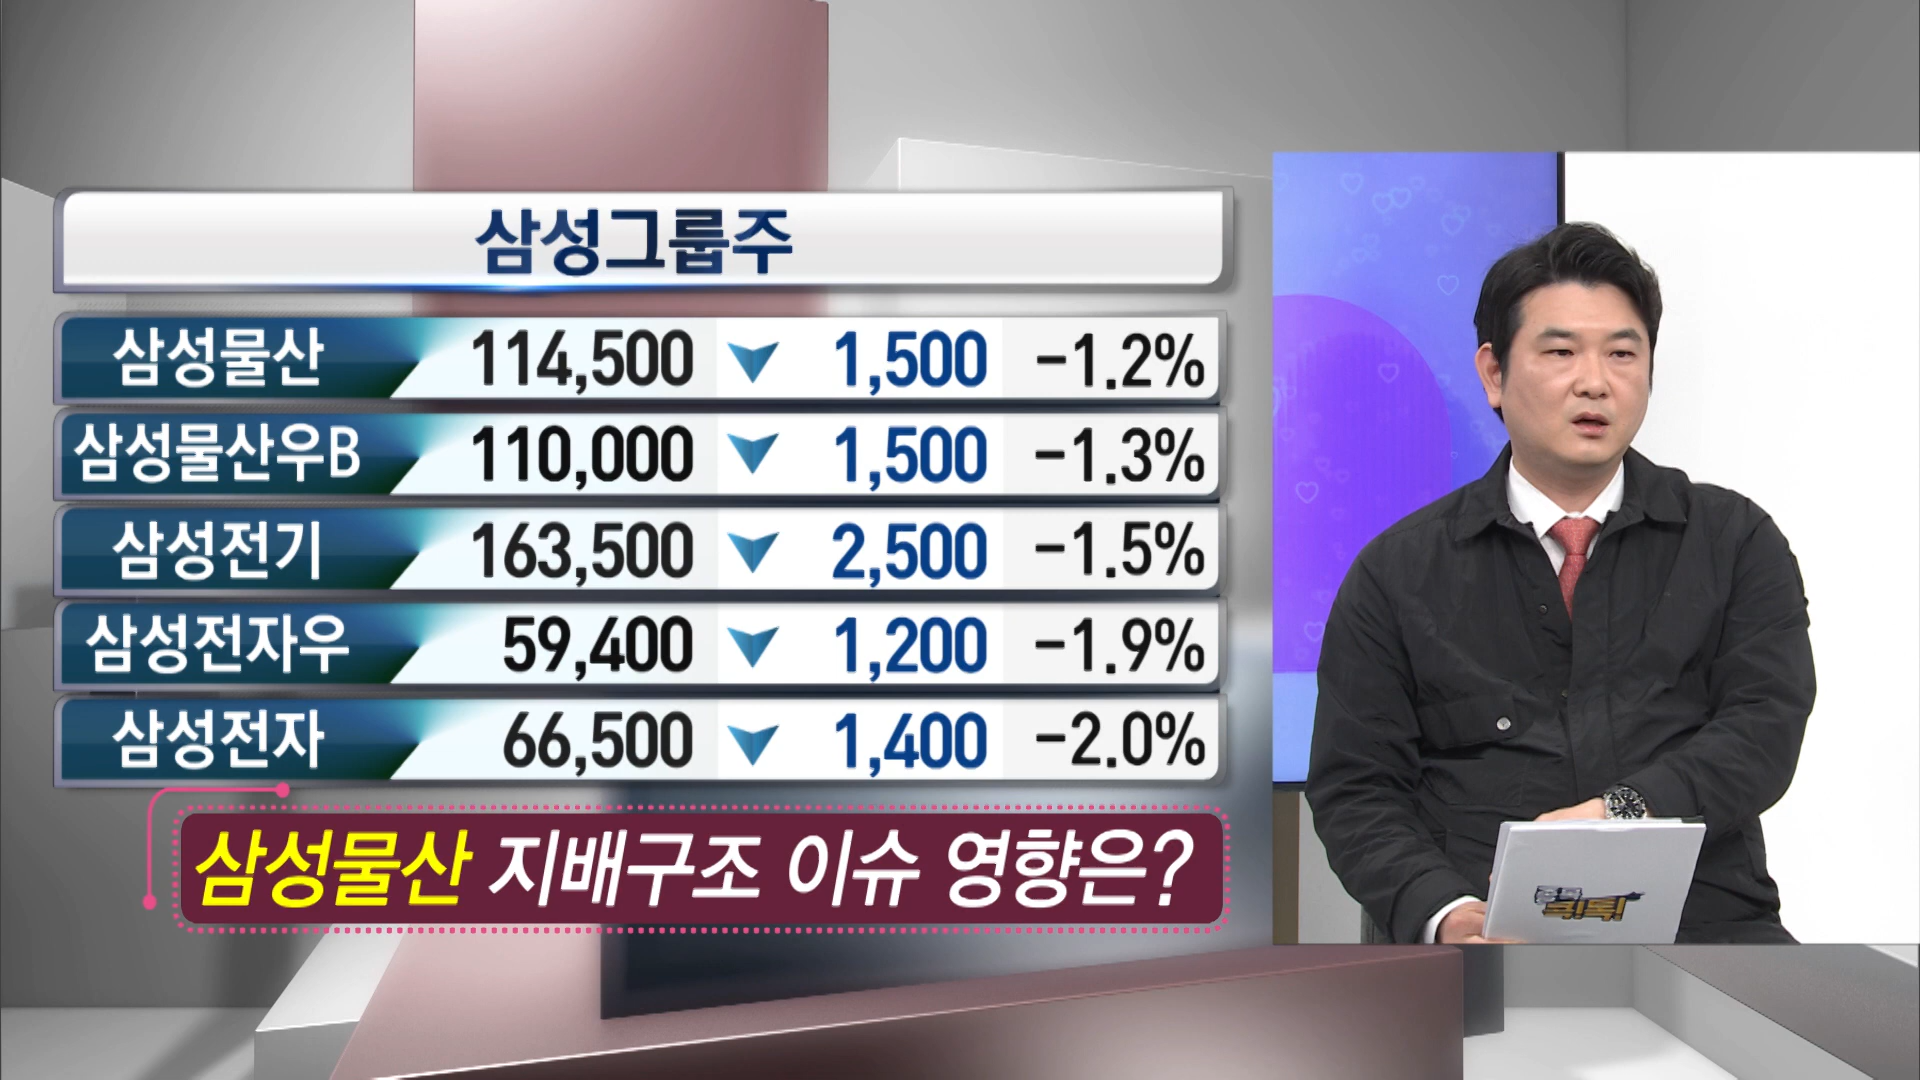 삼성그룹주
삼성물산 114,500 ▼ 1,500 -1.2%
삼성물산우B 110,000 ▼ 1,500 -1.3%
삼성전기 163,500 ▼ 2,500 -1.5%
삼성전자우 59,400 ▼ 1,200 -1.9%
삼성전자 66,500 ▼ 1,400 -2.0%
삼성물산 지배구조 이슈 영향은?